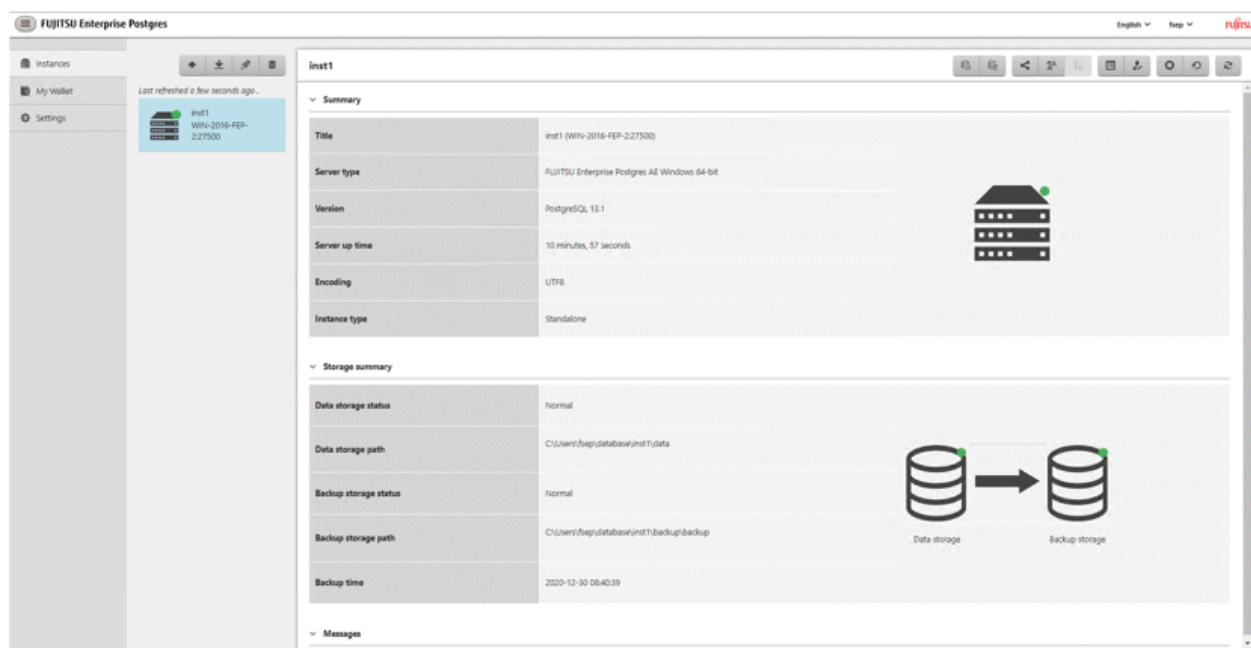 FUJITSU Enterprise Postgres
English
fsep
FUJITSU
Instances
My Wallet
Settings
Last refreshed a few seconds ago .
inst1
WIN-2016-FEP-
2:27500
inst1
Summary
Title
inst1 (WIN-2016-FEP-2:27500)
Server type
FUJITSU Enterprise Postgres AE Windows 64-bit
Version
PostgreSQL 13.1
Server up time
10 minutes, 57 seconds
Encoding
UTF8
Instance type
Standalone
Storage summary
Data storage status
Normal
Data storage path
C:\Users\fsep\database\inst1\data
Backup storage status
Normal
Backup storage path
C:\Users\fsep\database\inst1\backup\backup
Backup time
2020-12-30 08:40:39
Data storage
Backup storage
Messages